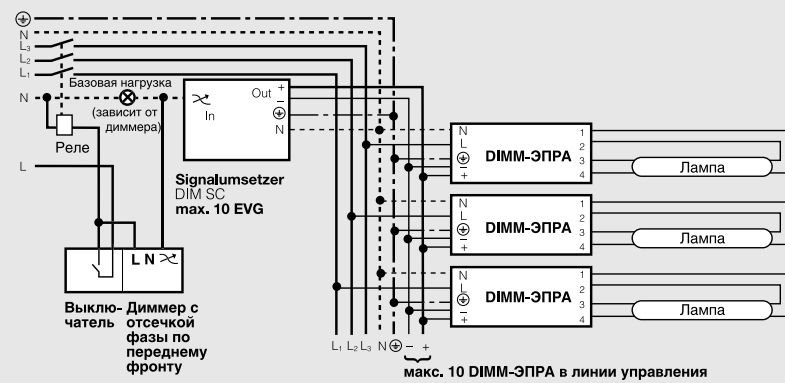 N
L₃
L₂
L₁
Базовая нагрузка
N
(зависит от
диммера)
Реле
L
Out
+
−
In
N
Signalumsetzer
DIM SC
max. 10 EVG
N
L
−
+
DIMM-ЭПРА
1
2
3
4
Лампа
N
L
−
+
DIMM-ЭПРА
1
2
3
4
Лампа
N
L
−
+
DIMM-ЭПРА
1
2
3
4
Лампа
L N
Выклю-
чатель
Диммер с
отсечкой
фазы по
переднему
фронту
L₁ L₂ L₃ N − +
макс. 10 DIMM-ЭПРА в линии управления